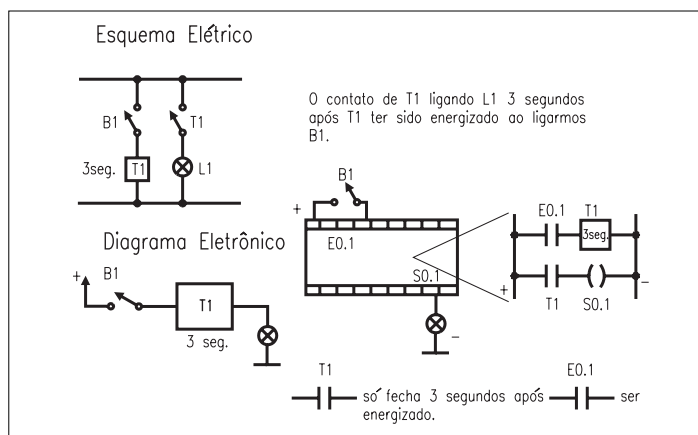 Esquema Elétrico
B1
T1
3seg.
T1
L1
O contato de T1 ligando L1 3 segundos
após T1 ter sido energizado ao ligarmos
B1.
Diagrama Eletrônico
+
B1
T1
3 seg.
B1
+
E0.1
S0.1
-
E0.1
T1
3seg.
+
T1
S0.1
-
T1
só fecha 3 segundos após
energizado.
E0.1
ser